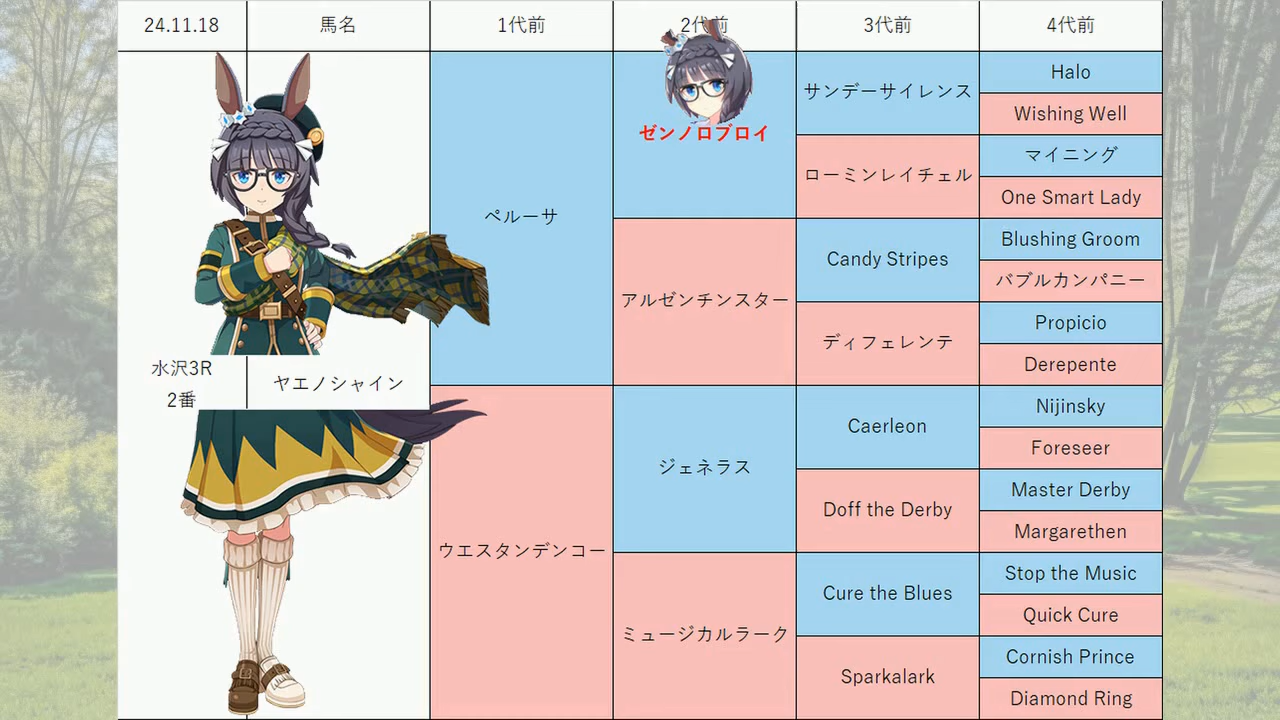 24.11.18
馬名
1代前
2代前
3代前
4代前
水沢3R
2番
ヤエノシャイン
ペルーサ
ウエスタンデンコー
ゼンノロブロイ
アルゼンチンスター
ジェネラス
ミュージカルラーク
サンデーサイレンス
ローミンレイチェル
Candy Stripes
ディフェレンテ
Caerleon
Doff the Derby
Cure the Blues
Sparkalark
Halo
Wishing Well
マイニング
One Smart Lady
Blushing Groom
バブルカンパニー
Propicio
Derepente
Nijinsky
Foreseer
Master Derby
Margarethen
Stop the Music
Quick Cure
Cornish Prince
Diamond Ring